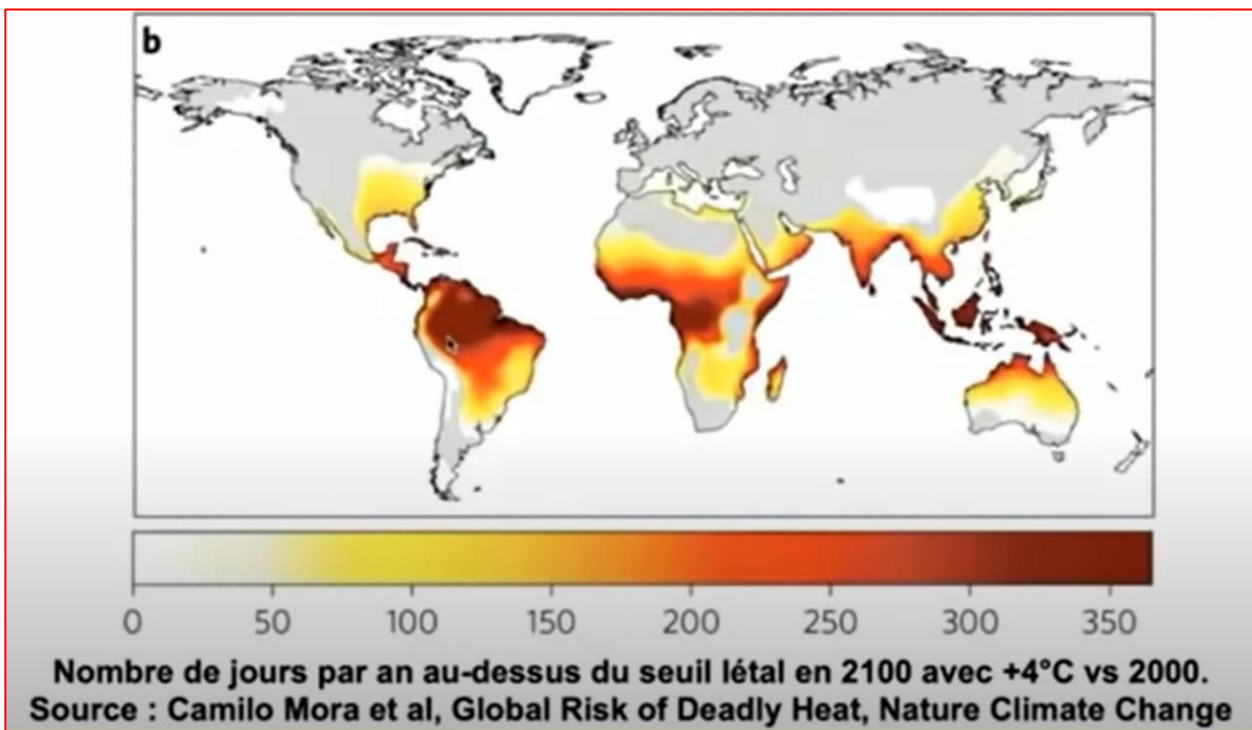 b
0 50 100 150 200 250 300 350
Nombre de jours par an au-dessus du seuil létal en 2100 avec +4°C vs 2000.
Source : Camilo Mora et al, Global Risk of Deadly Heat, Nature Climate Change